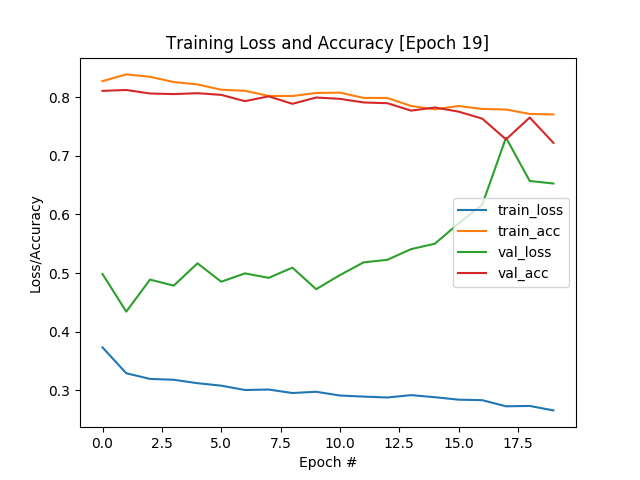 Training Loss and Accuracy [Epoch 19]
Loss/Accuracy
0.8
0.7
0.6
0.5
0.4
0.3
train_loss
train_acc
val_loss
val_acc
0.0 2.5 5.0 7.5 10.0 12.5 15.0 17.5
Epoch #